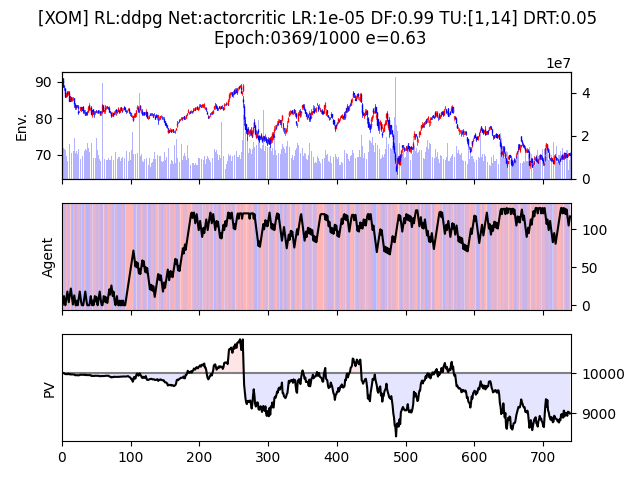 [XOM] RL:ddpg Net:actorcritic LR:1e-05 DF:0.99 TU:[1,14] DRT:0.05
Epoch:0369/1000 e=0.63
1e7
90
80
70
Env.
4
2
0
Agent
100
50
0
PV
10000
9000
0 100 200 300 400 500 600 700